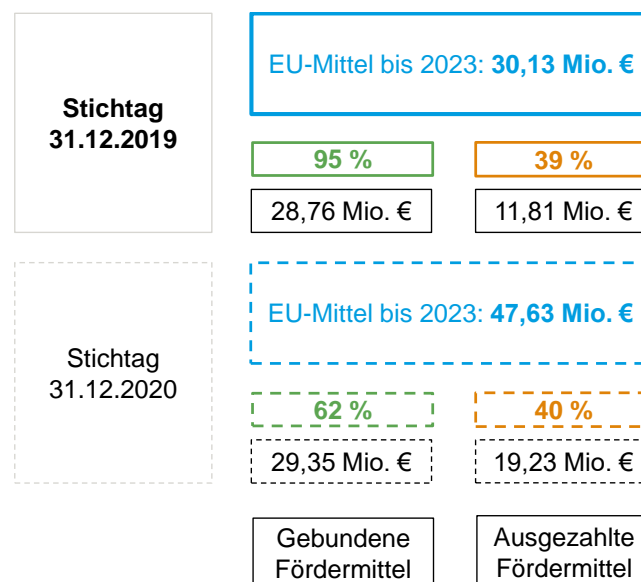 Stichtag
31.12.2019
EU-Mittel bis 2023: 30,13 Mio. €
95 %
39 %
28,76 Mio. €
11,81 Mio. €
Stichtag
31.12.2020
EU-Mittel bis 2023: 47,63 Mio. €
62 %
40 %
29,35 Mio. €
19,23 Mio. €
Gebundene
Fördermittel
Ausgezahlte
Fördermittel